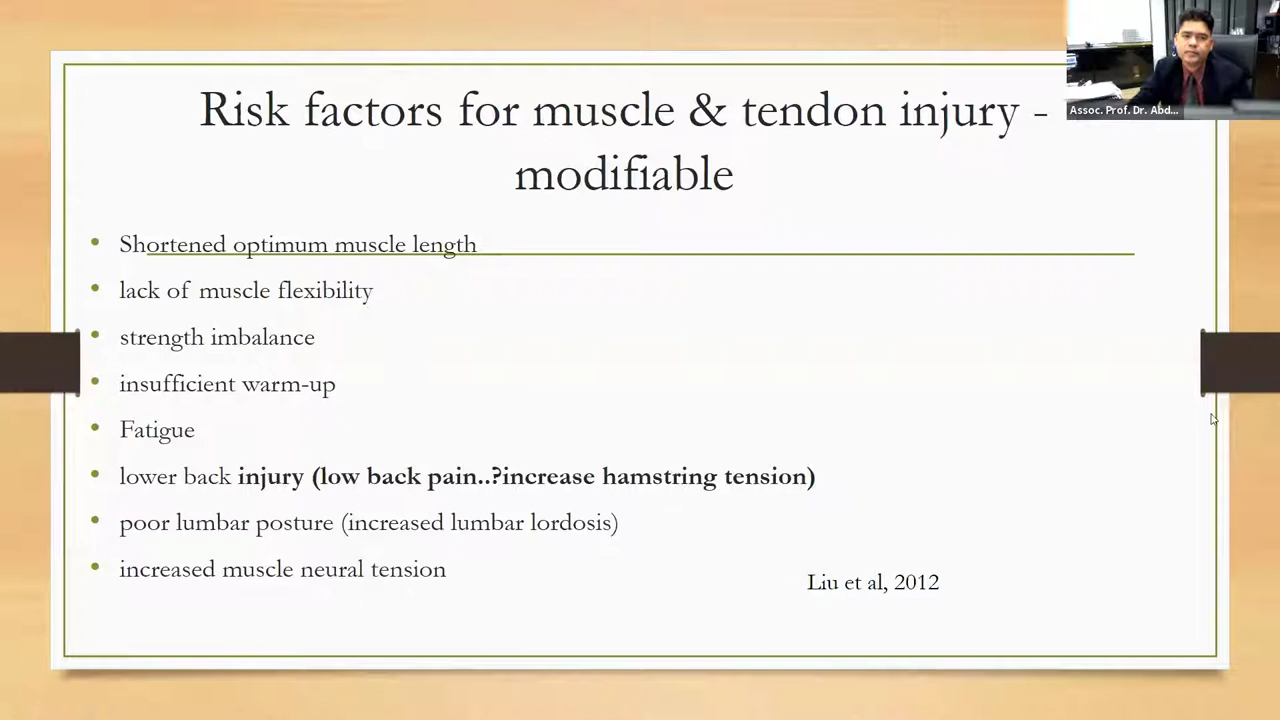 Risk factors for muscle & tendon injury -
modifiable
Assoc. Prof. Dr. Abd...
• Shortened optimum muscle length
• lack of muscle flexibility
• strength imbalance
• insufficient warm-up
• Fatigue
• lower back injury (low back pain..?increase hamstring tension)
• poor lumbar posture (increased lumbar lordosis)
• increased muscle neural tension
Liu et al, 2012